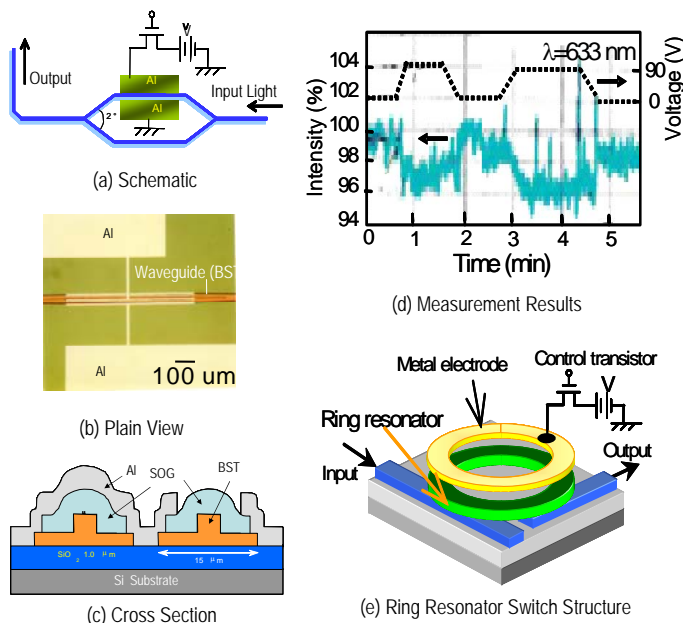 V
Al
Output
Al
Input Light
2°
(a) Schematic
Al
Waveguide (BST
Al
100 um
(b) Plain View
Al
SOG
BST
SiO2 1.0 μm
15 μm
Si Substrate
(c) Cross Section
λ=633 nm
104
102
100
98
96
94
Intensity (%)
90
0
Voltage (V)
0 1 2 3 4 5
Time (min)
(d) Measurement Results
Control transistor
Metal electrode
V
Ring resonator
Output
Input
(e) Ring Resonator Switch Structure